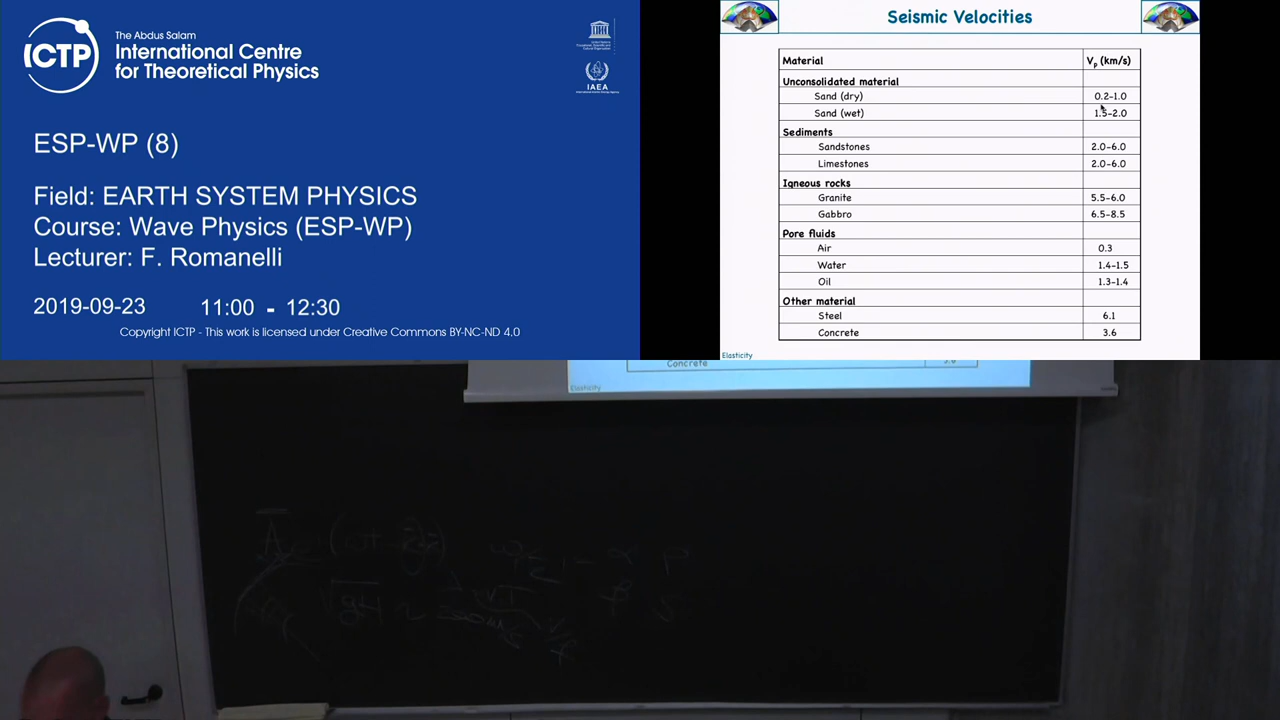 ICTP
The Abdus Salam
International Centre
for Theoretical Physics
UNESCO
IAEA
ESP-WP (8)
Field: EARTH SYSTEM PHYSICS
Course: Wave Physics (ESP-WP)
Lecturer: F. Romanelli
2019-09-23 11:00 - 12:30
Copyright ICTP - This work is licensed under Creative Commons BY-NC-ND 4.0
Seismic Velocities
Material Vp (km/s)
Unconsolidated material
Sand (dry) 0.2-1.0
Sand (wet) 1.5-2.0
Sediments
Sandstones 2.0-6.0
Limestones 2.0-6.0
Igneous rocks
Granite 5.5-6.0
Gabbro 6.5-8.5
Pore fluids
Air 0.3
Water 1.4-1.5
Oil 1.3-1.4
Other material
Steel 6.1
Concrete 3.6
Elasticity
Concrete 3.6
Elasticity